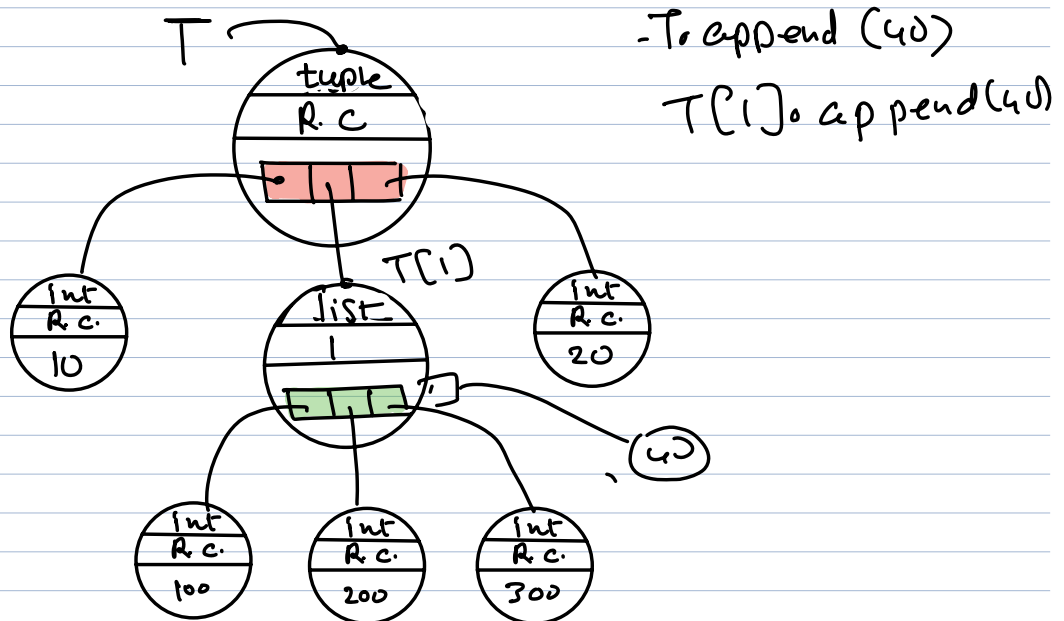 T
-T. append (40)
T[1]. append(40)
tuple
R. C
T[1]
int
R. C.
10
list
1
int
R. C.
20
40
int
R. C.
100
int
R. C.
200
int
R. C.
300